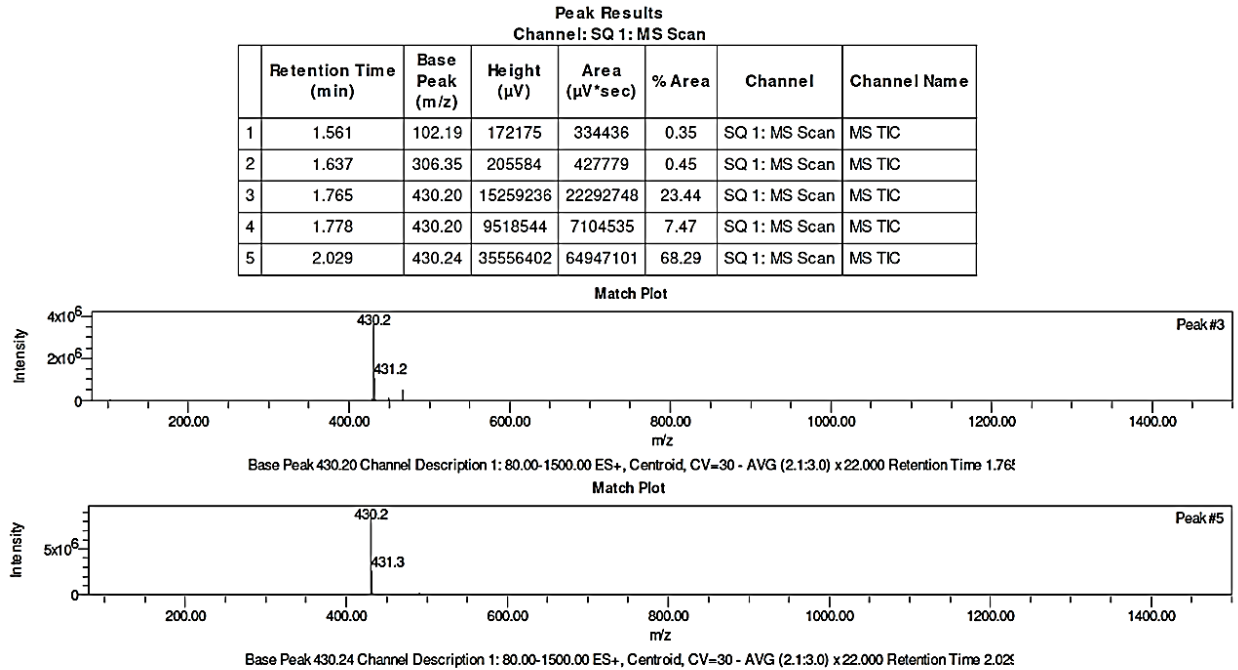 Peak Results
Channel: SQ 1: MS Scan
Retention Time (min) Base Peak (m/z) Height (µV) Area (µV*sec) % Area Channel Channel Name
1 1.561 102.19 172175 334436 0.35 SQ 1: MS Scan MS TIC
2 1.637 306.35 205584 427779 0.45 SQ 1: MS Scan MS TIC
3 1.765 430.20 15259236 22292748 23.44 SQ 1: MS Scan MS TIC
4 1.778 430.20 9518544 7104535 7.47 SQ 1: MS Scan MS TIC
5 2.029 430.24 35556402 64947101 68.29 SQ 1: MS Scan MS TIC
Match Plot
Intensity
4x10⁶
2x10⁶
0
430.2
431.2
Peak#3
200.00 400.00 600.00 800.00 1000.00 1200.00 1400.00
m/z
Base Peak 430.20 Channel Description 1: 80.00-1500.00 ES+, Centroid, CV=30 - AVG (2.1:3.0) x 22.000 Retention Time 1.765
Match Plot
Intensity
5x10⁶
0
430.2
431.3
Peak#5
200.00 400.00 600.00 800.00 1000.00 1200.00 1400.00
m/z
Base Peak 430.24 Channel Description 1: 80.00-1500.00 ES+, Centroid, CV=30 - AVG (2.1:3.0) x 22.000 Retention Time 2.029